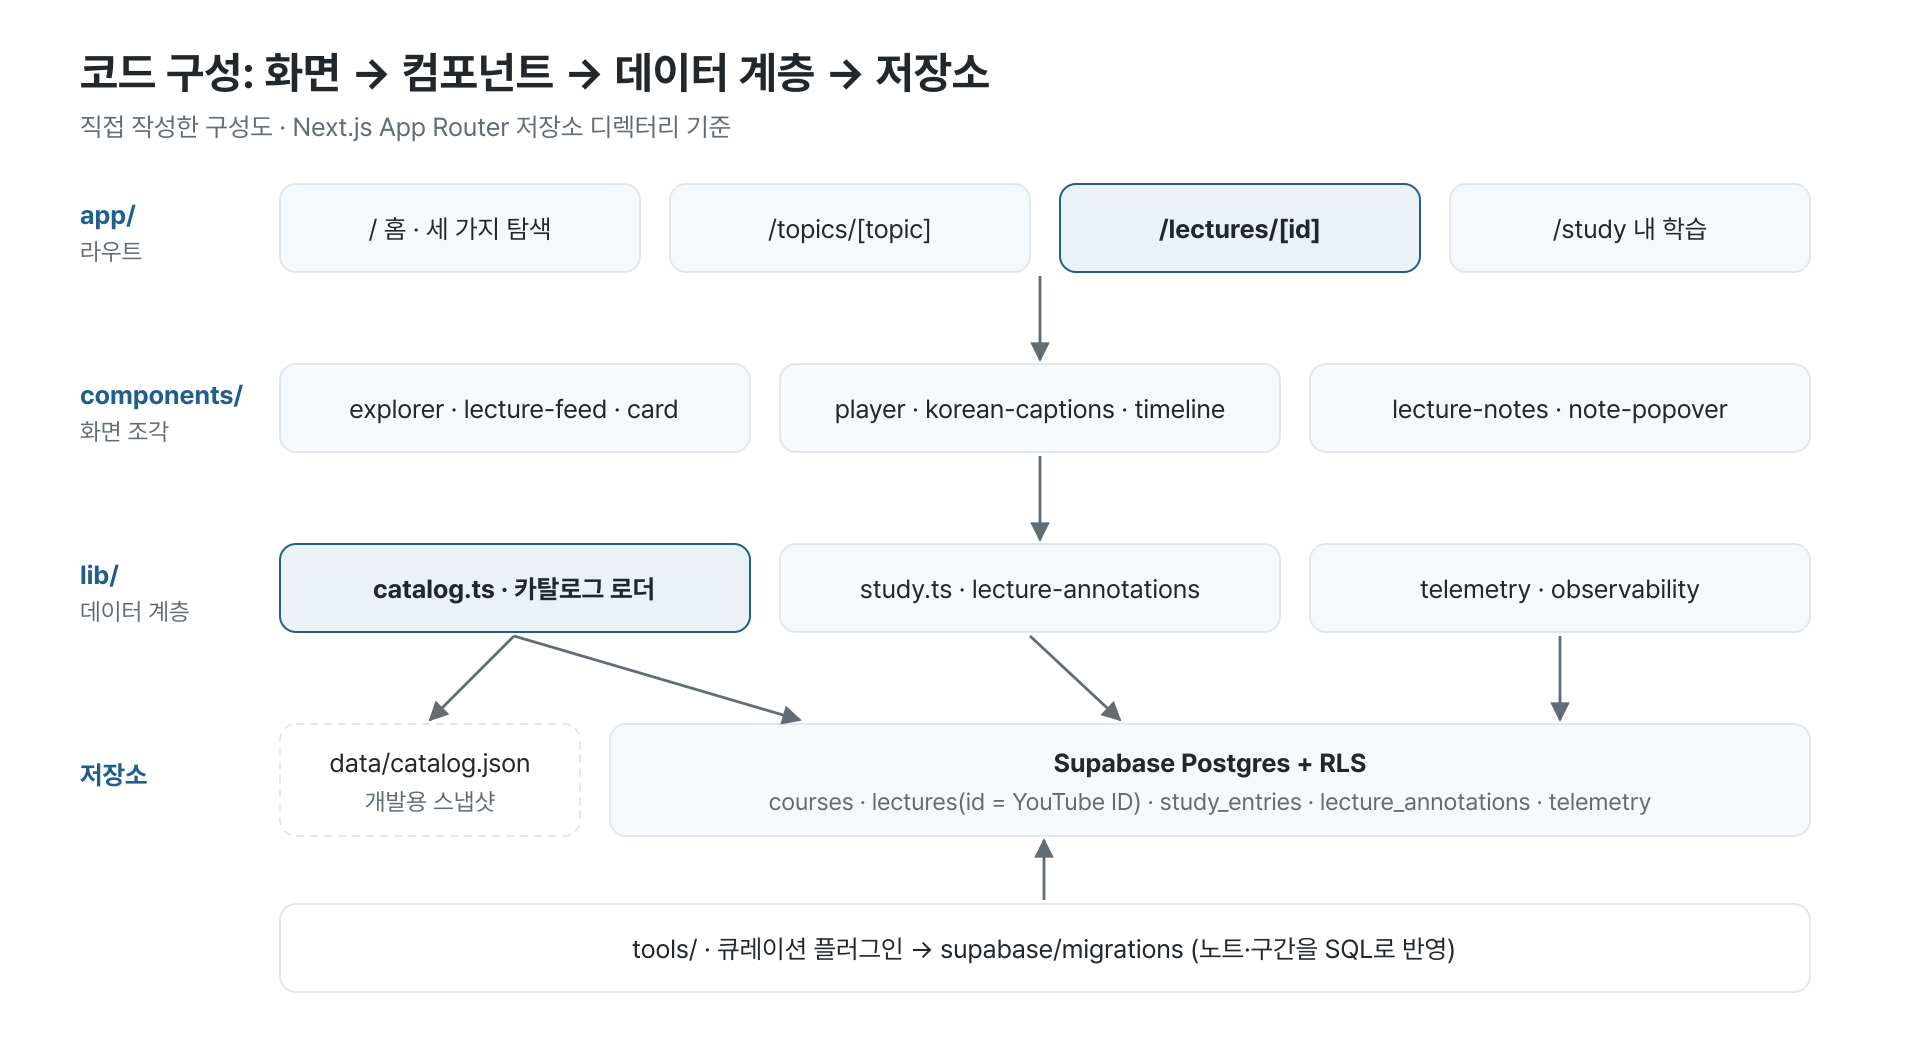 코드 구성: 화면 → 컴포넌트 → 데이터 계층 → 저장소
직접 작성한 구성도 · Next.js App Router 저장소 디렉터리 기준
app/
라우트
/ 홈 · 세 가지 탐색
/topics/[topic]
/lectures/[id]
/study 내 학습
components/
화면 조각
explorer · lecture-feed · card
player · korean-captions · timeline
lecture-notes · note-popover
lib/
데이터 계층
catalog.ts · 카탈로그 로더
study.ts · lecture-annotations
telemetry · observability
저장소
data/catalog.json
개발용 스냅샷
Supabase Postgres + RLS
courses · lectures(id = YouTube ID) · study_entries · lecture_annotations · telemetry
tools/ · 큐레이션 플러그인 → supabase/migrations (노트·구간을 SQL로 반영)